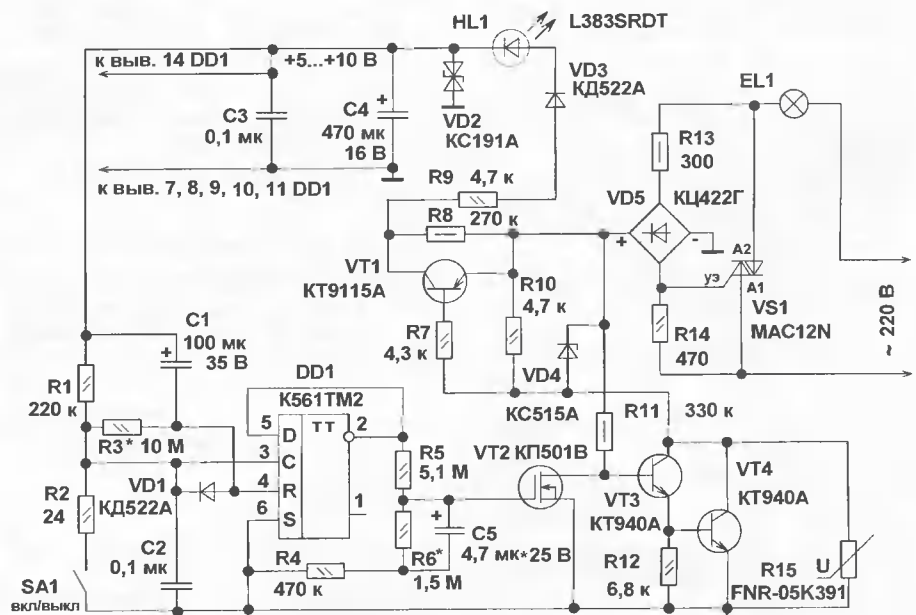 HL1
L383SRDT
к выв. 14 DD1
+5...+10 В
C3
0,1 мк
+
C4
470 мк
16 В
VD2
КС191А
VD3
КД522А
EL1
R13
300
к выв. 7, 8, 9, 10, 11 DD1
R9 4,7 к
R8 270 к
VD5 КЦ422Г
+
-
VT1
КТ9115А
R10
4,7 к
A2
уэ
A1
VS1
MAC12N
~ 220 В
R7
4,3 к
R14
470
C1
100 мк
35 В
+
VD4
КС515А
R1
220 к
DD1
К561ТМ2
R11
330 к
5 D TT 2
R3* 10 М
3 C
R5
5,1 М
VT2 КП501В
VT4
КТ940А
R2
24
VD1
КД522А
4 R
6 S
1
VT3
КТ940А
+
C5
4,7 мк*25 В
C2
0,1 мк
R4
470 к
R6*
1,5 М
R12
6,8 к
U
R15
FNR-05K391
SA1
вкл/выкл